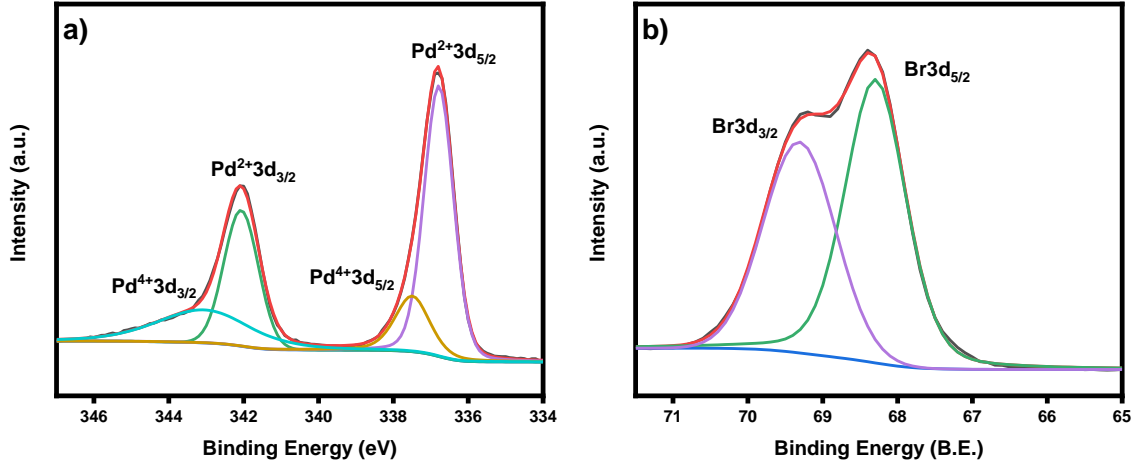 a)
Pd²⁺3d₅/₂
Pd²⁺3d₃/₂
Pd⁴⁺3d₃/₂
Pd⁴⁺3d₅/₂
Intensity (a.u.)
346 344 342 340 338 336 334
Binding Energy (eV)
b)
Br3d₅/₂
Br3d₃/₂
Intensity (a.u.)
71 70 69 68 67 66 65
Binding Energy (B.E.)